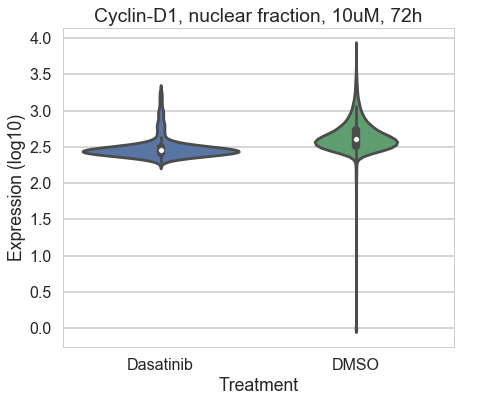 Cyclin-D1, nuclear fraction, 10uM, 72h
4.0
3.5
3.0
2.5
2.0
1.5
1.0
0.5
0.0
Expression (log10)
Dasatinib DMSO
Treatment